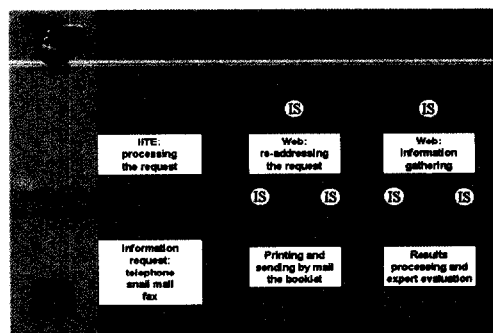 IS
IS
IITE:
processing
the request
Web:
re-addressing
the request
Web:
information
gathering
IS
IS
IS
IS
Information
request:
telephone
snail mail
fax
Printing and
sending by mail
the booklet
Results
processing and
expert evaluation